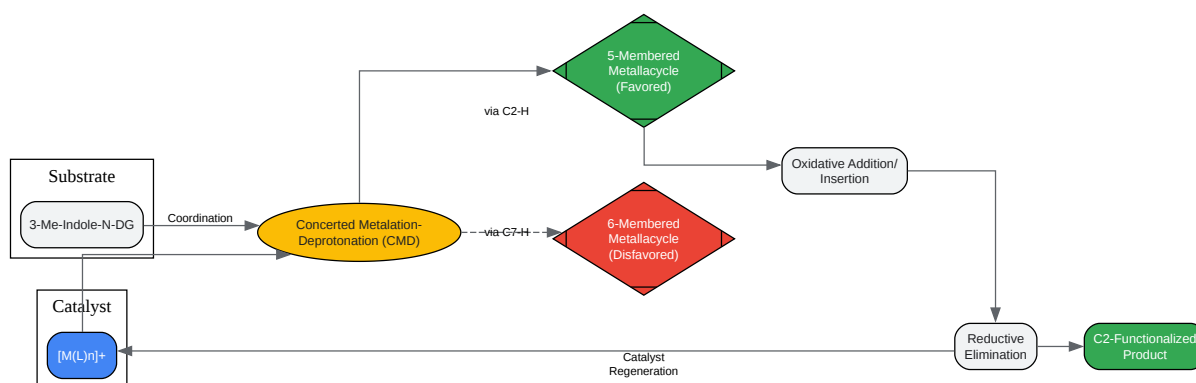 5-Membered
Metallacycle
(Favored)
via C2-H
Substrate
3-Me-Indole-N-DG
Coordination
Concerted Metalation-
Deprotonation (CMD)
via C7-H
6-Membered
Metallacycle
(Disfavored)
Oxidative Addition/
Insertion
Catalyst
[M(L)n]+
Catalyst
Regeneration
Reductive
Elimination
C2-Functionalized
Product